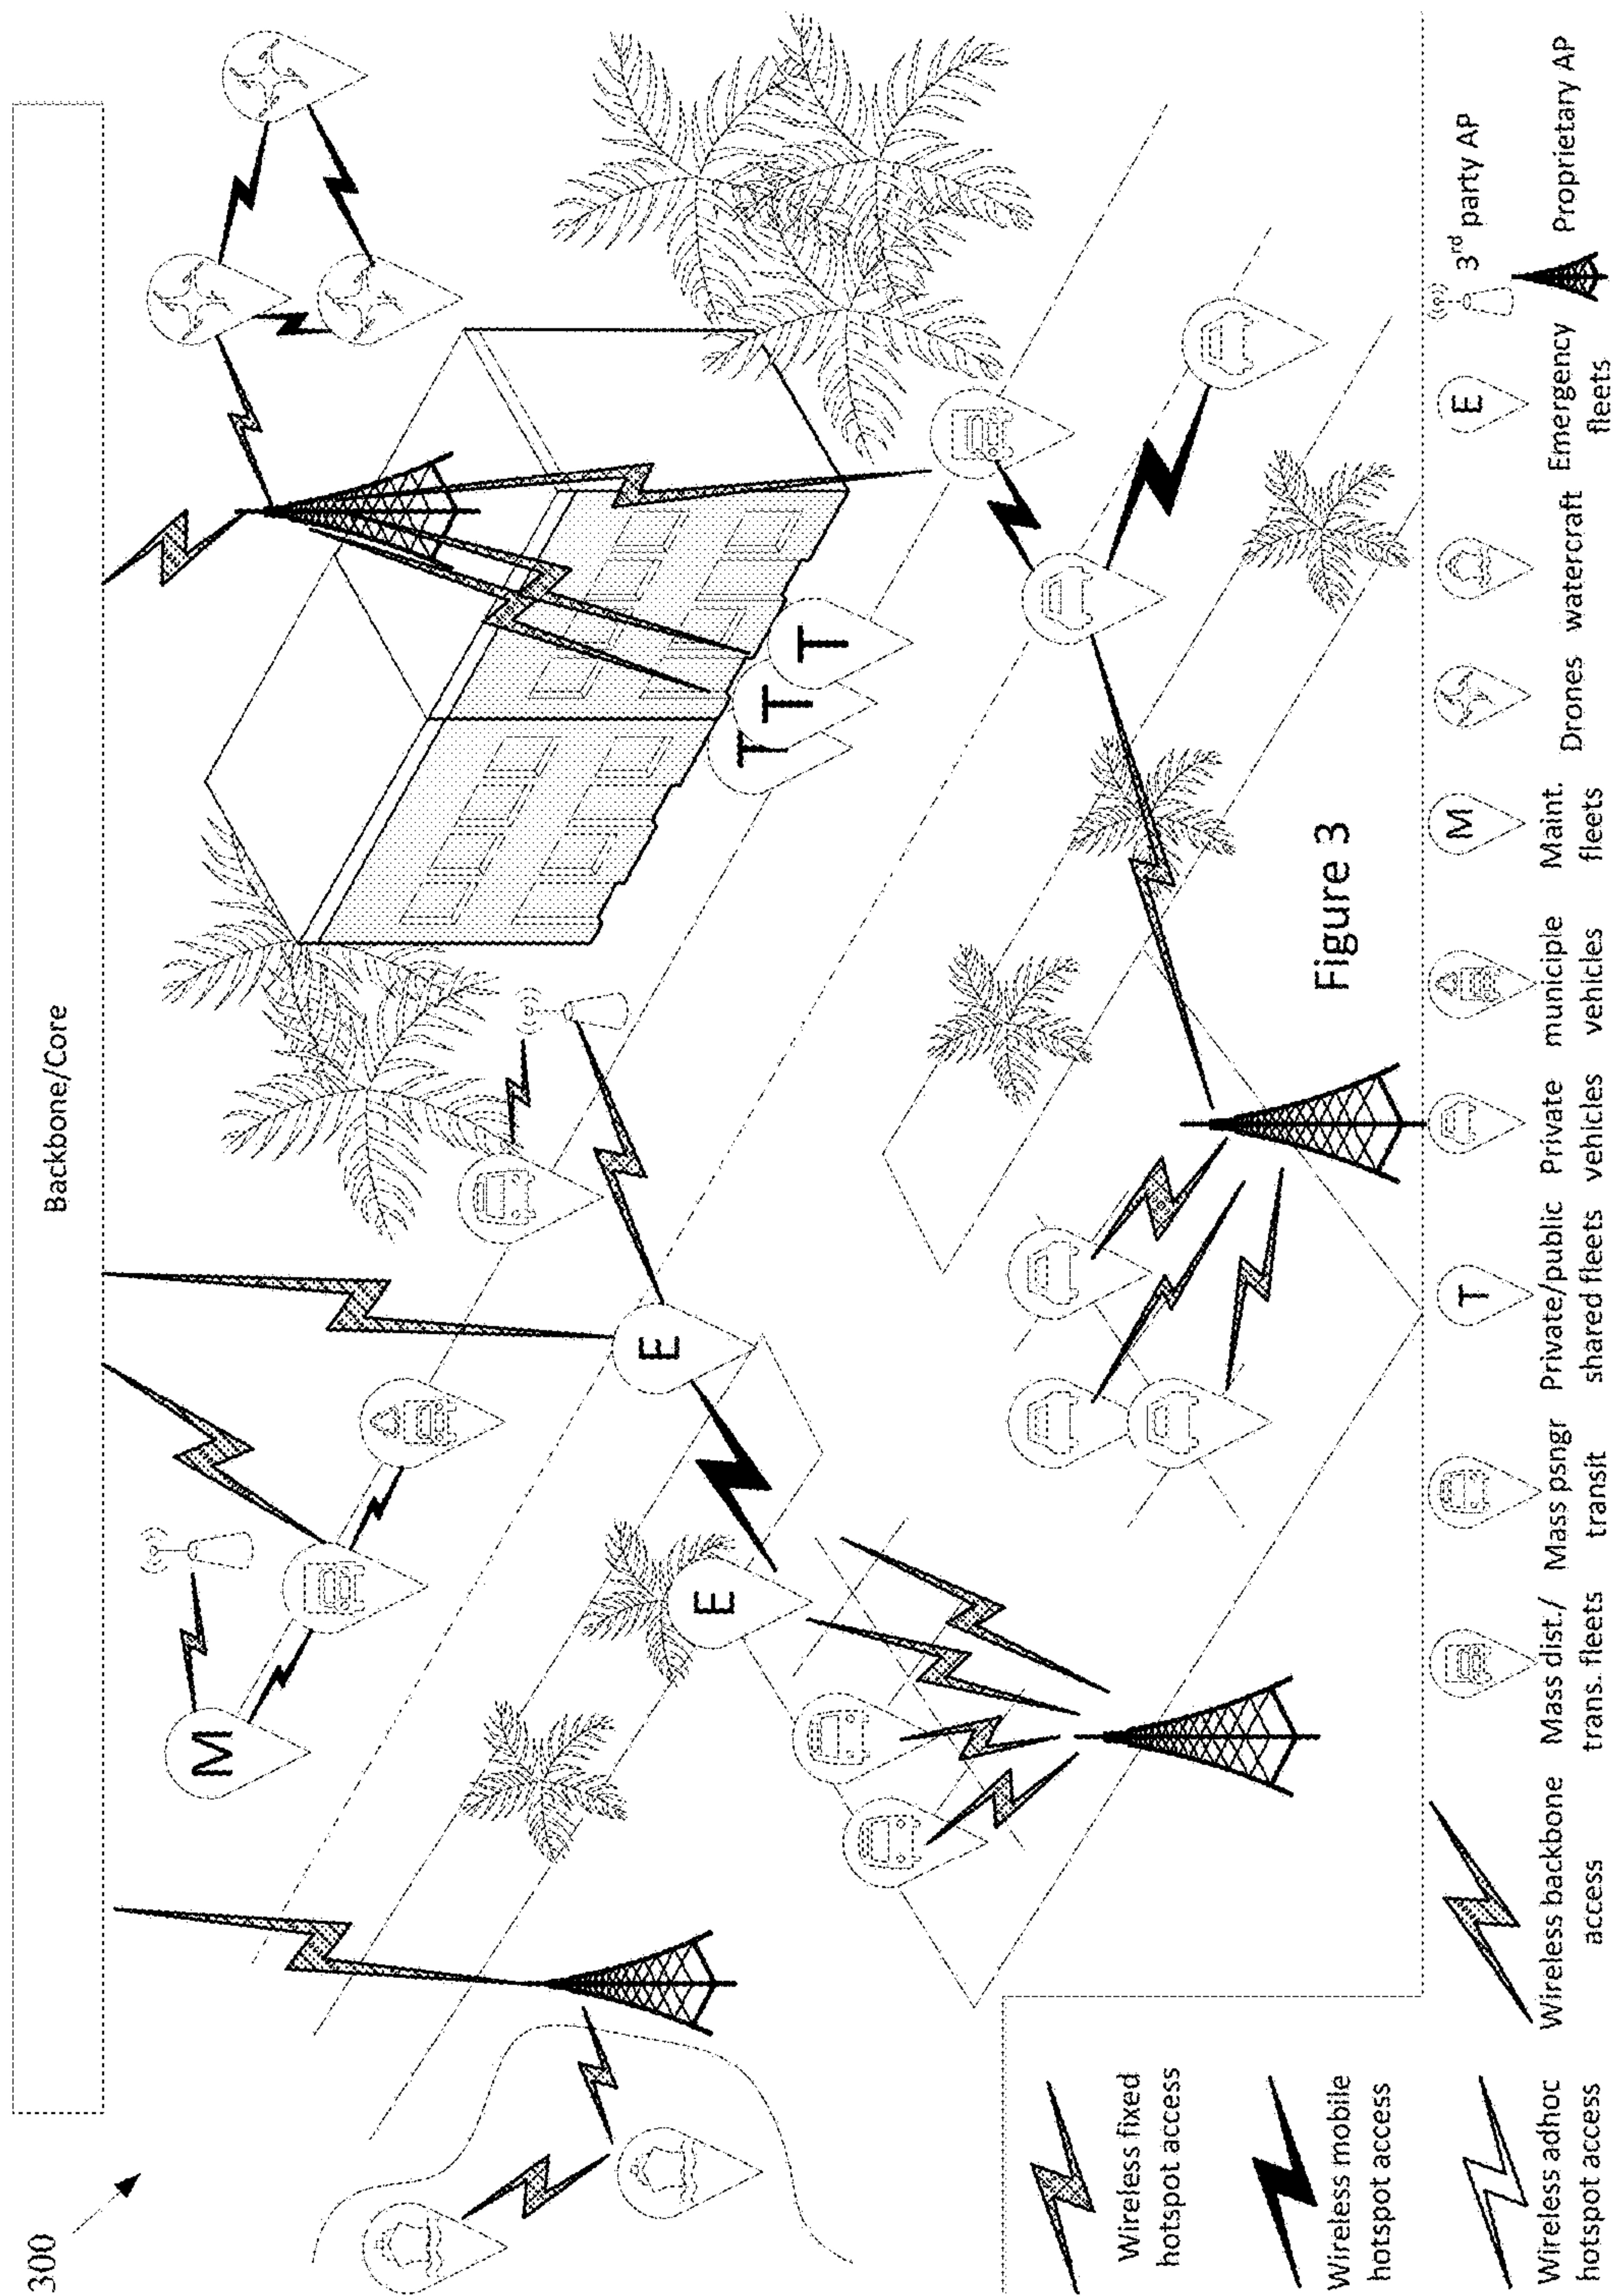 300
Backbone/Core
M
E
E
T
T
T
Figure 3
Wireless fixed
hotspot access
Wireless mobile
hotspot access
Wireless adhoc
hotspot access
Wireless backbone
access
Mass dist./
trans. fleets
Mass psngr
transit
T
Private/public
shared fleets
Private
vehicles
municiple
vehicles
M
Maint.
fleets
Drones
watercraft
E
Emergency
fleets
3rd party AP
Proprietary AP